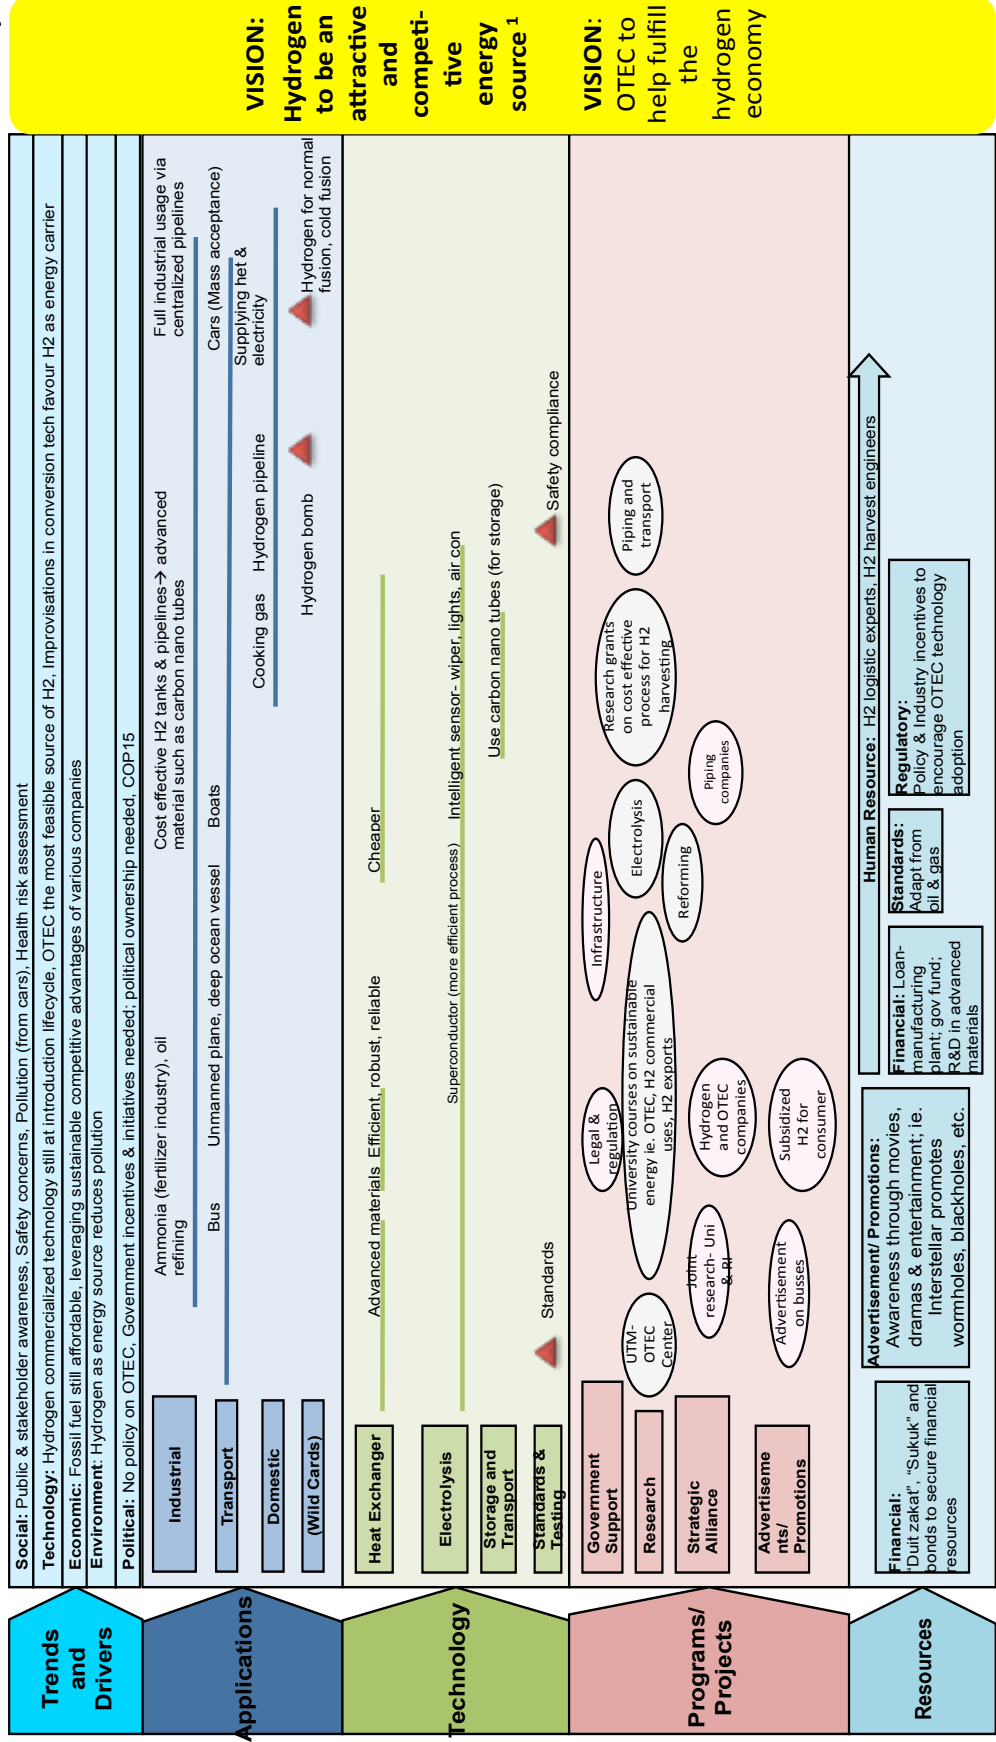 Trends
and
Drivers
Social: Public & stakeholder awareness, Safety concerns, Pollution (from cars), Health risk assessment
Technology: Hydrogen commercialized technology still at introduction lifecycle, OTEC the most feasible source of H2, Improvisations in conversion tech favour H2 as energy carrier
Economic: Fossil fuel still affordable, leveraging sustainable competitive advantages of various companies
Environment: Hydrogen as energy source reduces pollution
Political: No policy on OTEC, Government incentives & initiatives needed; political ownership needed, COP15
Applications
Industrial
Ammonia (fertilizer industry), oil
refining
Cost effective H2 tanks & pipelines→ advanced
material such as carbon nano tubes
Full industrial usage via
centralized pipelines
Transport
Bus
Unmanned plane, deep ocean vessel
Boats
Cars (Mass acceptance)
Domestic
Cooking gas
Hydrogen pipeline
Supplying het &
electricity
(Wild Cards)
Hydrogen bomb
Hydrogen for normal
fusion, cold fusion
Technology
Heat Exchanger
Advanced materials
Efficient, robust, reliable
Cheaper
Electrolysis
Superconductor (more efficient process)
Intelligent sensor- wiper, lights, air con
Storage and
Transport
Use carbon nano tubes (for storage)
Standards &
Testing
Standards
Safety compliance
Programs/
Projects
Government
Support
Legal &
regulation
Infrastructure
Research
UTM-
OTEC
Center
University courses on sustainable
energy ie. OTEC, H2 commercial
uses, H2 exports
Electrolysis
Reforming
Research grants
on cost effective
process for H2
harvesting
Piping and
transport
Strategic
Alliance
Joint
research- Uni
& RI
Hydrogen
and OTEC
companies
Piping
companies
Advertiseme
nts/
Promotions
Advertisement
on busses
Subsidized
H2 for
consumer
Resources
Financial:
“Duit zakat”, “Sukuk” and
bonds to secure financial
resources
Advertisement/ Promotions:
Awareness through movies,
dramas & entertainment; ie.
Interstellar promotes
wormholes, blackholes, etc.
Human Resource: H2 logistic experts, H2 harvest engineers
Financial: Loan-
manufacturing
plant; gov fund;
R&D in advanced
materials
Standards:
Adapt from
oil & gas
Regulatory:
Policy & Industry incentives to
encourage OTEC technology
adoption
VISION:
Hydrogen
to be an
attractive
and
competi-
tive
energy
source 1
VISION:
OTEC to
help fulfill
the
hydrogen
economy